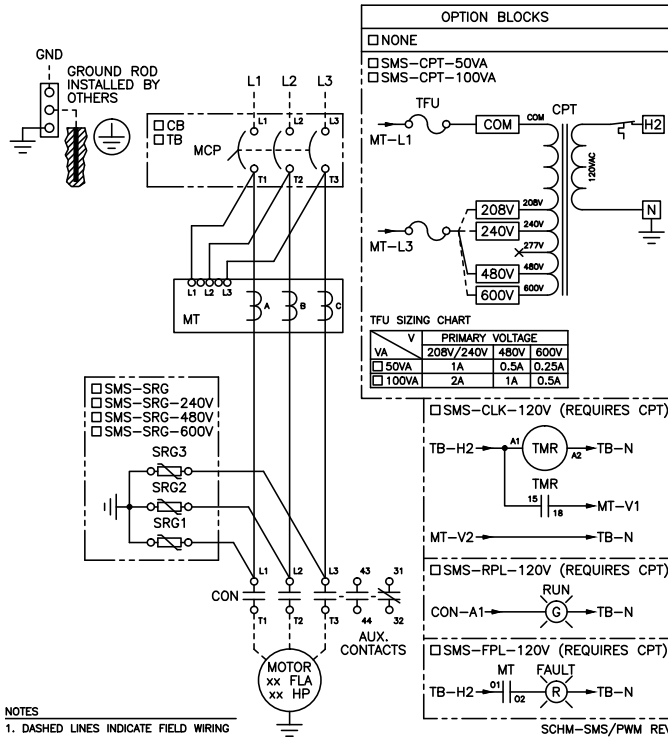 OPTION BLOCKS
☐ NONE
☐ SMS-CPT-50VA
☐ SMS-CPT-100VA
TFU
CPT
MT-L1
COM
COM
H2
120VAC
N
MT-L3
208V
208V
240V
240V
277V
480V
480V
600V
600V
TFU SIZING CHART
V PRIMARY VOLTAGE
VA 208V/240V 480V 600V
☐ 50VA 1A 0.5A 0.25A
☐ 100VA 2A 1A 0.5A
GND
GROUND ROD
INSTALLED BY
OTHERS
L1 L2 L3
☐ CB
☐ TB
MCP
L1 L2 L3
T1 T2 T3
L1 L2 L3
MT
A B C
☐ SMS-SRG
☐ SMS-SRG-240V
☐ SMS-SRG-480V
☐ SMS-SRG-600V
SRG3
SRG2
SRG1
L1 L2 L3 43 31
CON
T1 T2 T3 44 32
AUX.
CONTACTS
MOTOR
xx FLA
xx HP
☐ SMS-CLK-120V (REQUIRES CPT)
TB-H2 A1 TMR A2 TB-N
TMR
15
18
MT-V1
MT-V2 TB-N
☐ SMS-RPL-120V (REQUIRES CPT)
RUN
CON-A1 G TB-N
☐ SMS-FPL-120V (REQUIRES CPT)
MT FAULT
TB-H2 01 02 R TB-N
NOTES
1. DASHED LINES INDICATE FIELD WIRING
SCHM-SMS/PWM REV